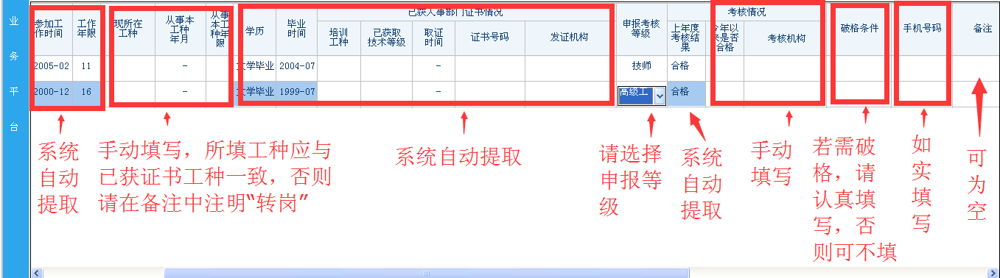 业
务
平
台
参加工
作时间
工作
年限
现所在
工种
从事本
工种
年月
从事
本工
种年
限
学历
毕业
时间
已获人事部门证书情况
培训
工种
已获取
技术等级
取证
时间
证书号码
发证机构
申报考核
等级
考核情况
上年度
考核结
果
今年以
来是否
合格
考核机构
破格条件
手机号码
备注
2005-02 11 - 大学毕业 2004-07 - 技师 合格
2000-12 16 - 大学毕业 1999-07 - 高级工 合格
系统
自动
提取
手动填写，所填工种应与
已获证书工种一致，否则
请在备注中注明“转岗”
系统自动提取
请选择
申报等
级
系统
自动
提取
手动
填写
若需破
格，请
认真填
写，否
则可不填
如
实
填
写
可
为
空